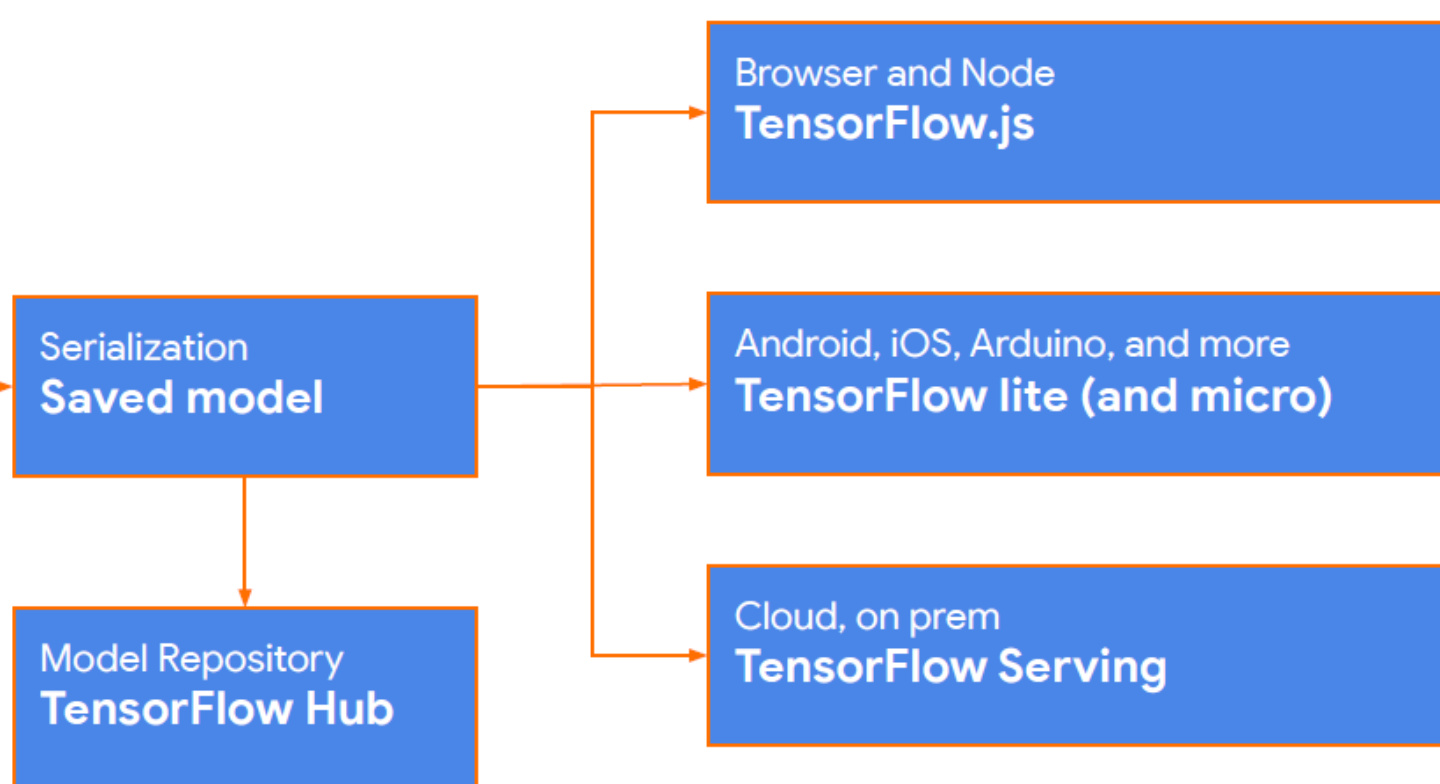 Browser and Node
TensorFlow.js
Serialization
Saved model
Android, iOS, Arduino, and more
TensorFlow lite (and micro)
Model Repository
TensorFlow Hub
Cloud, on prem
TensorFlow Serving